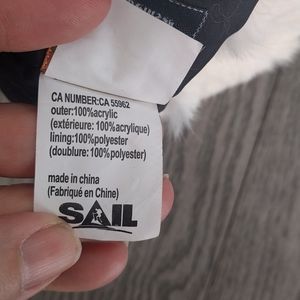 CA NUMBER:CA 55962
outer:100%acrylic
(extérieure: 100%acrylique)
lining:100%polyester
(doublure: 100%polyester)
made in china
(Fabriqué en Chine)
SAIL